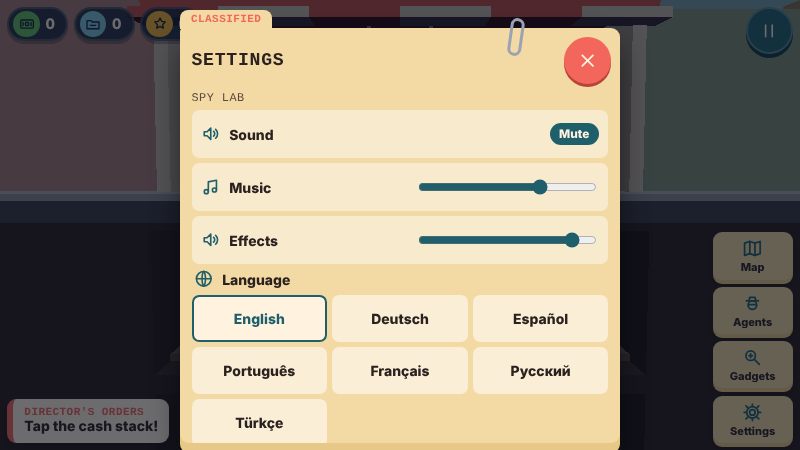 CLASSIFIED
0
0
SETTINGS
SPY LAB
Sound
Mute
Music
Effects
Language
English
Deutsch
Español
Português
Français
Русский
Türkçe
Map
Agents
Gadgets
Settings
DIRECTOR'S ORDERS
Tap the cash stack!